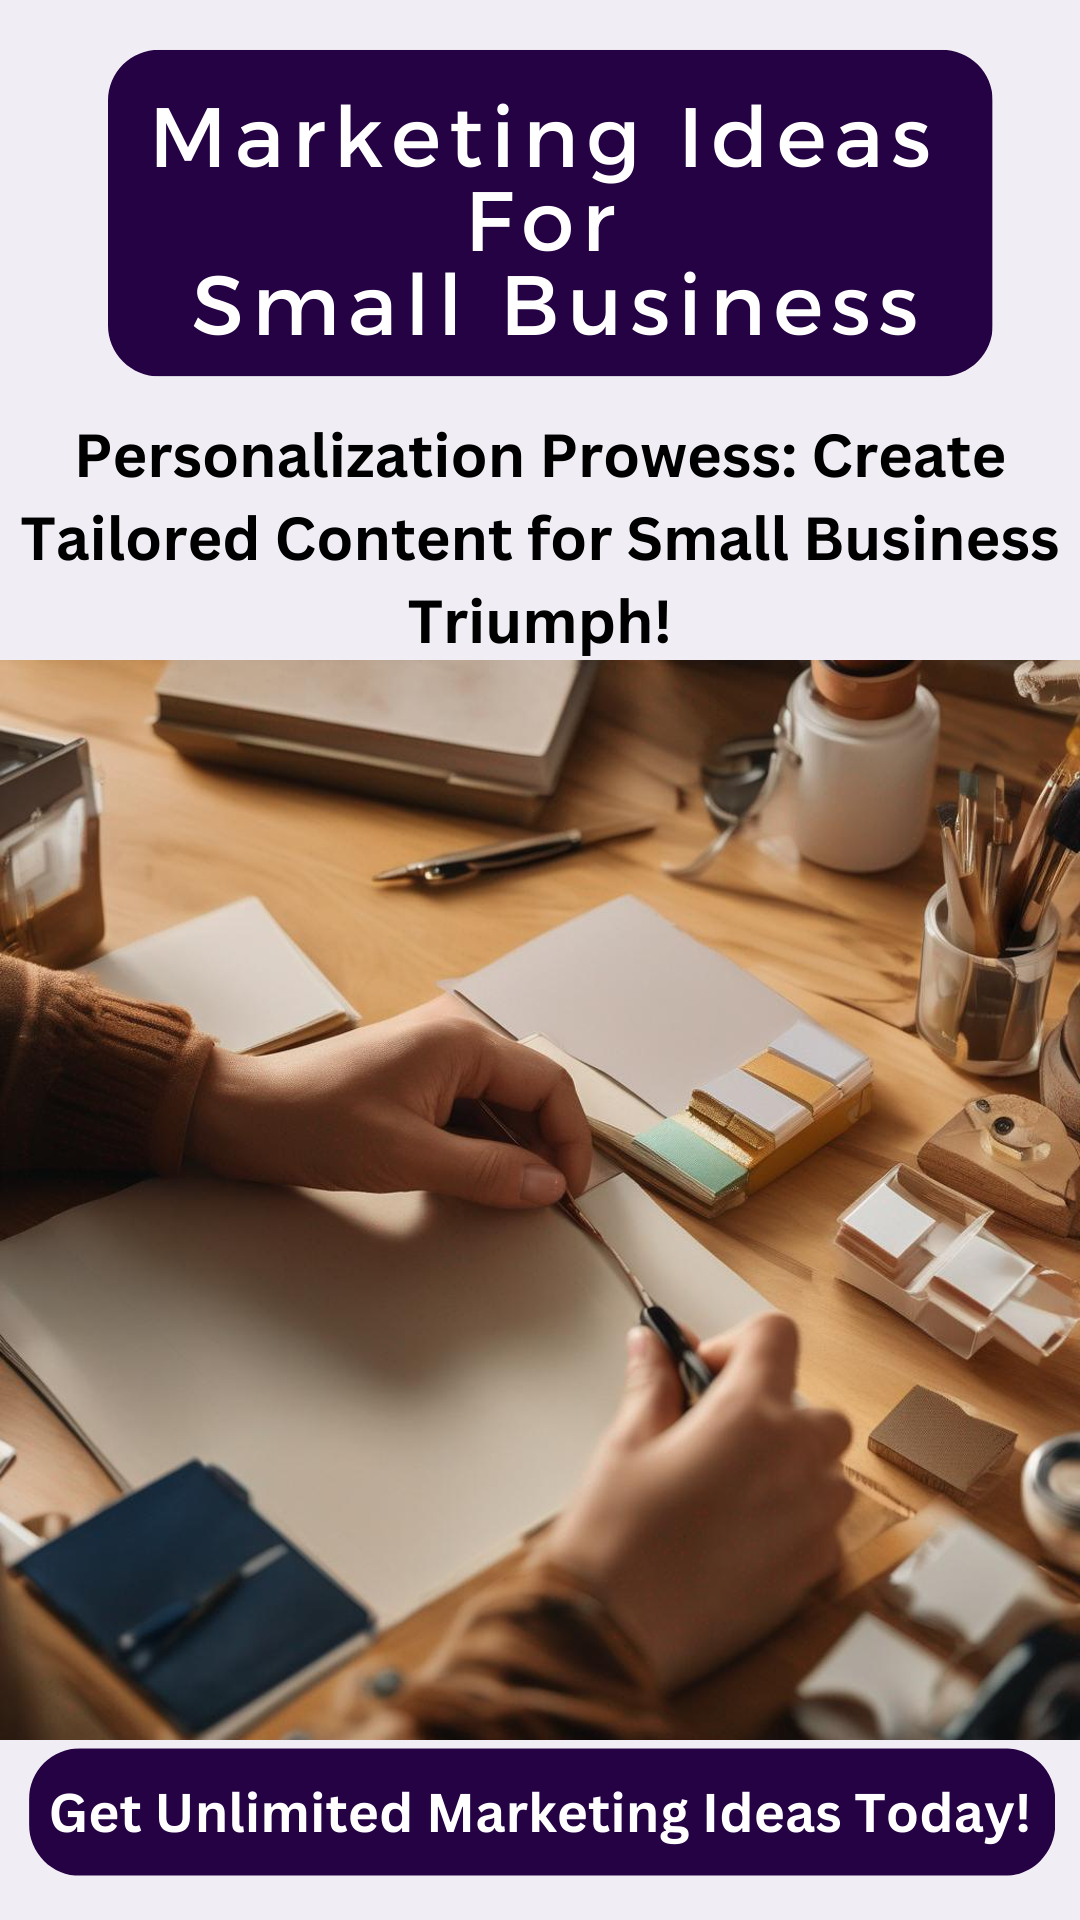 Marketing Ideas
For
Small Business
Personalization Prowess: Create
Tailored Content for Small Business
Triumph!
Get Unlimited Marketing Ideas Today!